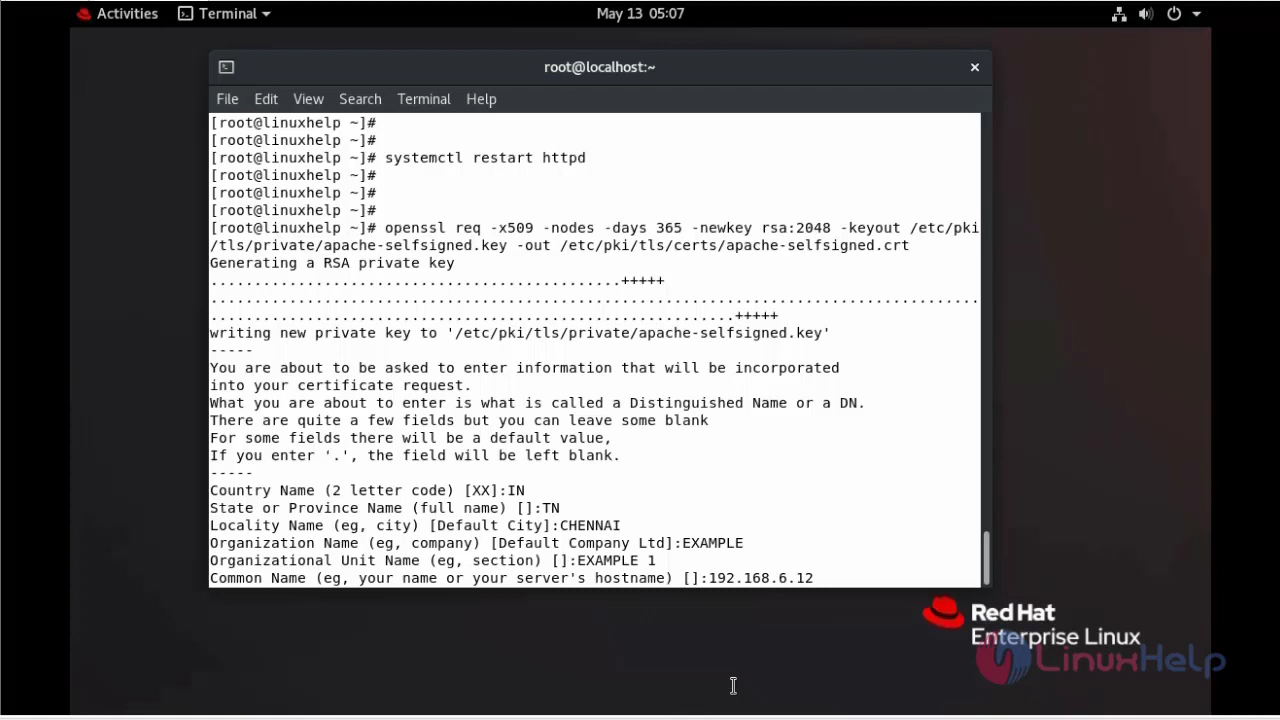 Activities
Terminal
May 13 05:07
root@localhost:~
File Edit View Search Terminal Help
[root@linuxhelp ~]#
[root@linuxhelp ~]#
[root@linuxhelp ~]# systemctl restart httpd
[root@linuxhelp ~]#
[root@linuxhelp ~]#
[root@linuxhelp ~]#
[root@linuxhelp ~]# openssl req -x509 -nodes -days 365 -newkey rsa:2048 -keyout /etc/pki
/tls/private/apache-selfsigned.key -out /etc/pki/tls/certs/apache-selfsigned.crt
Generating a RSA private key
...............................................+++++
........................................................................................
............................................................+++++
writing new private key to '/etc/pki/tls/private/apache-selfsigned.key'
-----
You are about to be asked to enter information that will be incorporated
into your certificate request.
What you are about to enter is what is called a Distinguished Name or a DN.
There are quite a few fields but you can leave some blank
For some fields there will be a default value,
If you enter '.', the field will be left blank.
-----
Country Name (2 letter code) [XX]:IN
State or Province Name (full name) []:TN
Locality Name (eg, city) [Default City]:CHENNAI
Organization Name (eg, company) [Default Company Ltd]:EXAMPLE
Organizational Unit Name (eg, section) []:EXAMPLE 1
Common Name (eg, your name or your server's hostname) []:192.168.6.12
Red Hat
Enterprise Linux
LinuxHelp